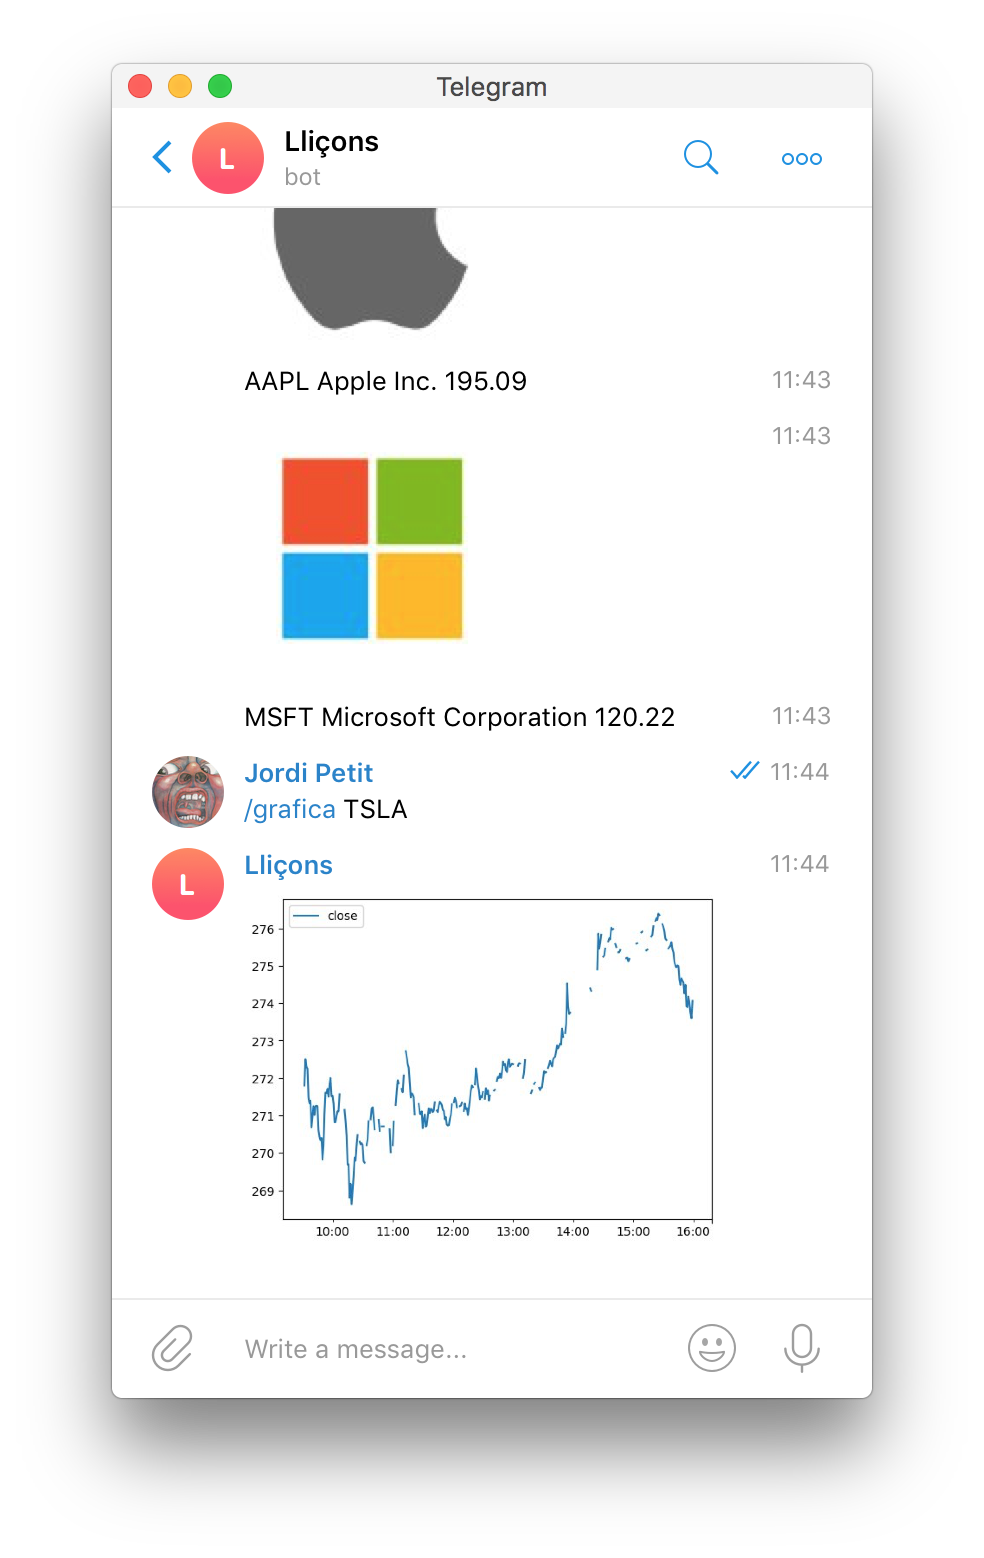 Telegram
L
Lliçons
bot
AAPL Apple Inc. 195.09 11:43
11:43
MSFT Microsoft Corporation 120.22 11:43
Jordi Petit 11:44
/grafica TSLA
L
Lliçons 11:44
close
276
275
274
273
272
271
270
269
10:00 11:00 12:00 13:00 14:00 15:00 16:00
Write a message...